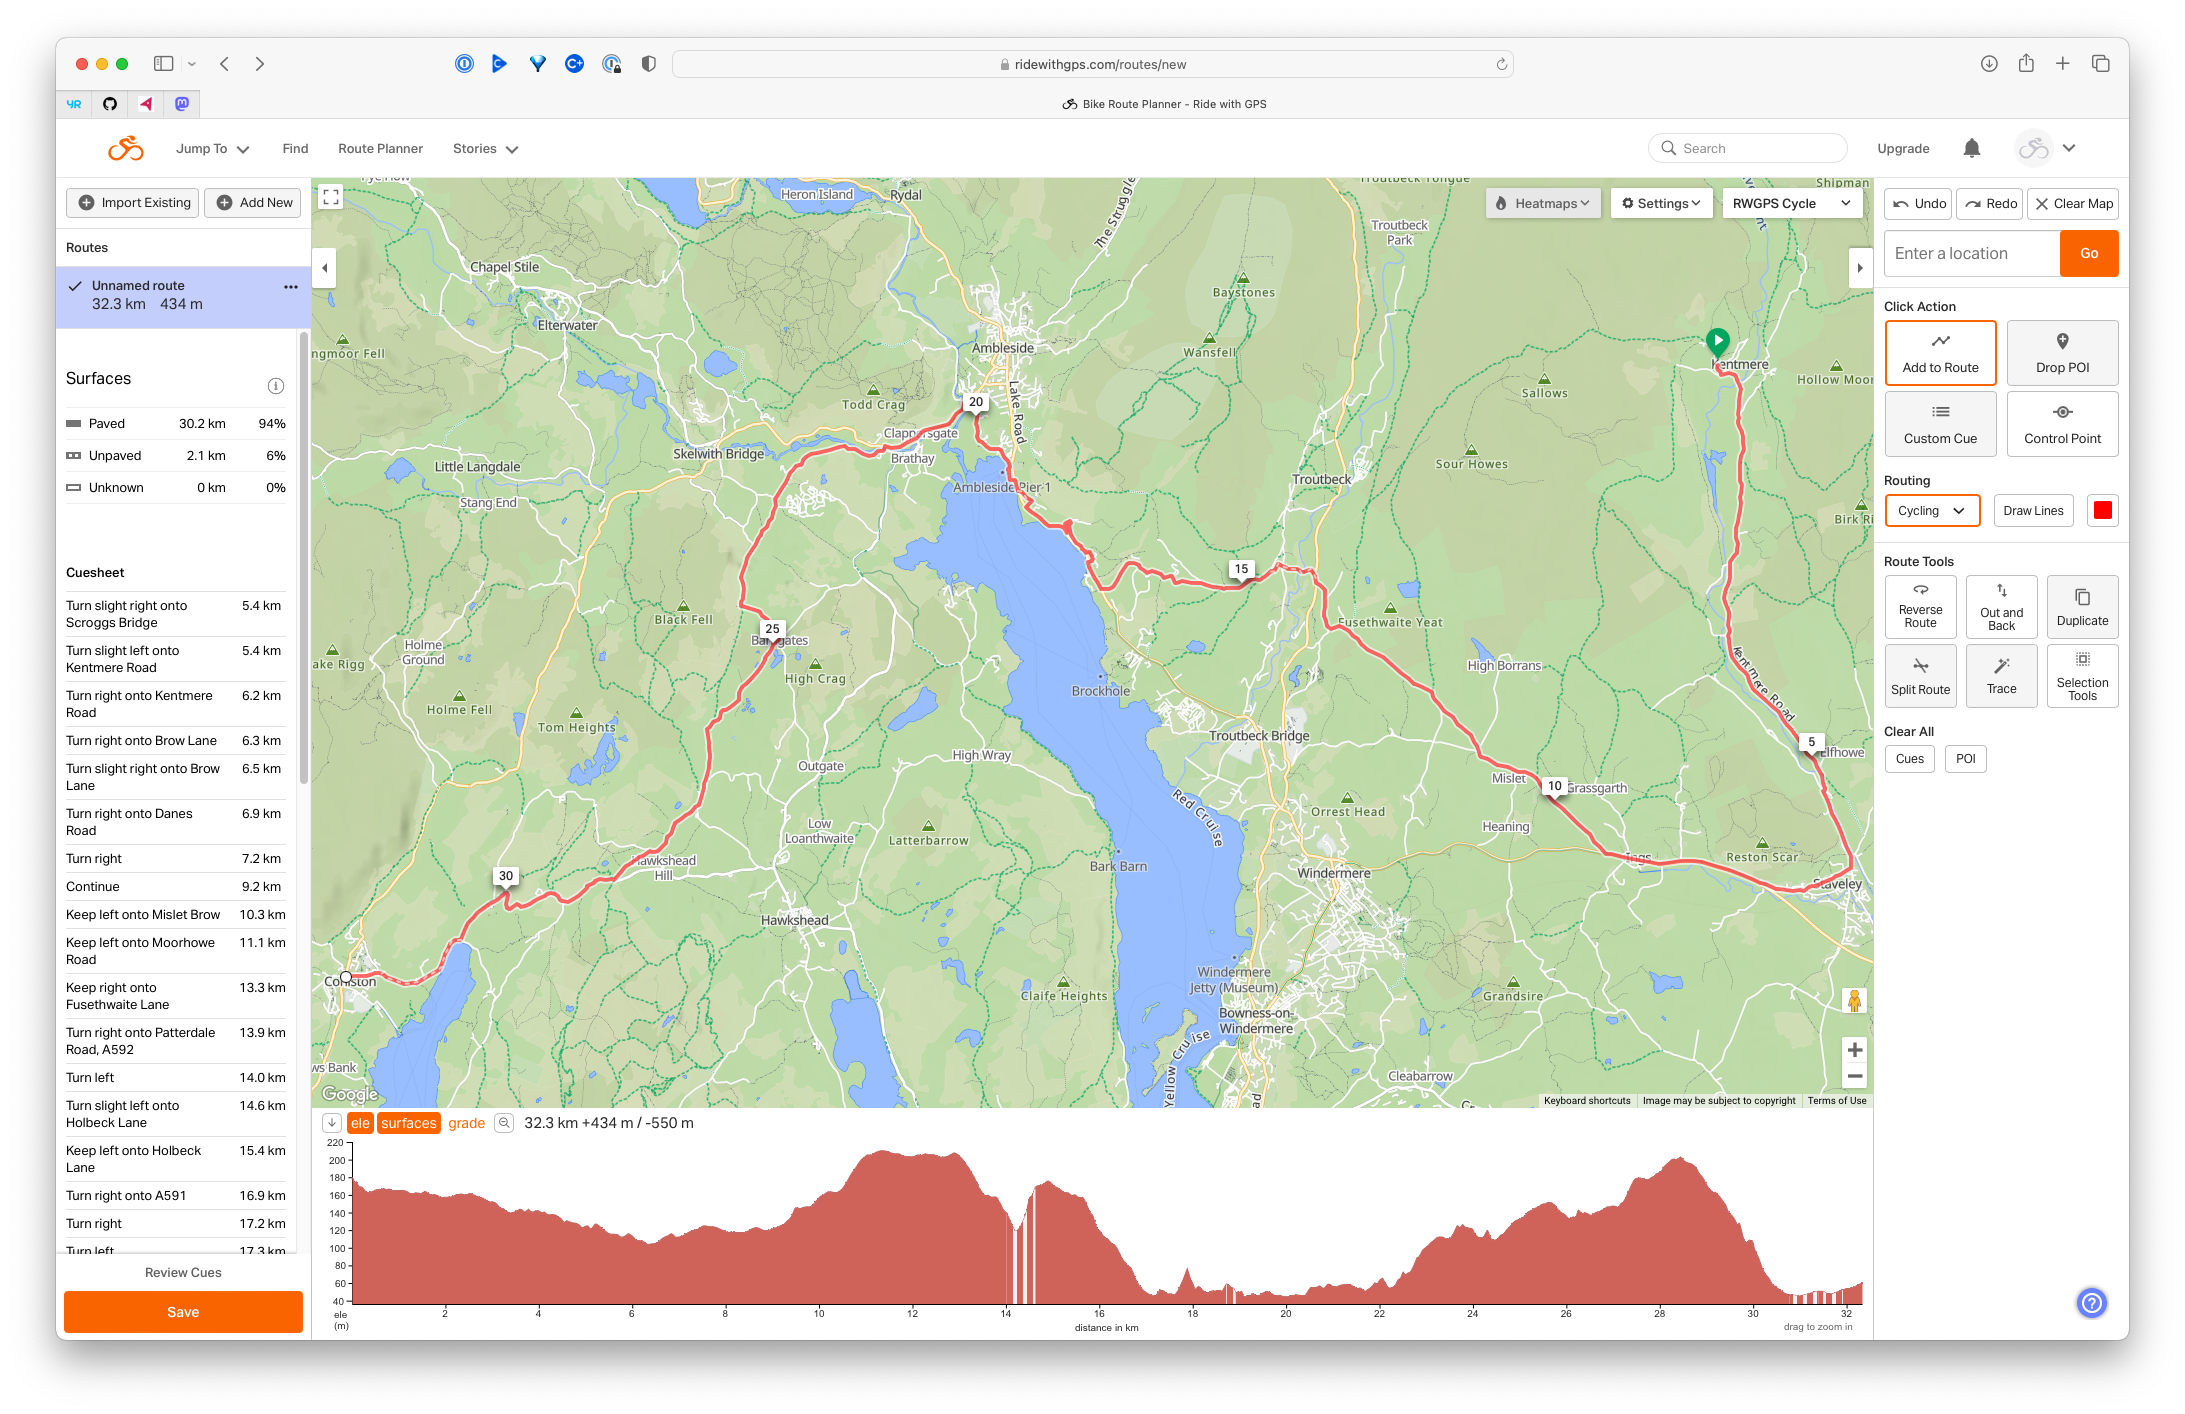 ridewithgps.com/routes/new
Bike Route Planner - Ride with GPS
Jump To
Find
Route Planner
Stories
Search
Upgrade
Import Existing
Add New
Routes
Unnamed route
32.3 km 434 m
Surfaces
Paved 30.2 km 94%
Unpaved 2.1 km 6%
Unknown 0 km 0%
Cuesheet
Turn slight right onto Scroggs Bridge 5.4 km
Turn slight left onto Kentmere Road 5.4 km
Turn right onto Kentmere Road 6.2 km
Turn right onto Brow Lane 6.3 km
Turn slight right onto Brow Lane 6.5 km
Turn right onto Danes Road 6.9 km
Turn right 7.2 km
Continue 9.2 km
Keep left onto Mislet Brow 10.3 km
Keep left onto Moorhowe Road 11.1 km
Keep right onto Fusethwaite Lane 13.3 km
Turn right onto Patterdale Road, A592 13.9 km
Turn left 14.0 km
Turn slight left onto Holbeck Lane 14.6 km
Keep left onto Holbeck Lane 15.4 km
Turn right onto A591 16.9 km
Turn right 17.2 km
Turn left 17.3 km
Review Cues
Save
Heron Island
Rydal
The Struggle
Troutbeck Tongue
Troutbeck Park
Shipman
Heatmaps
Settings
RWGPS Cycle
Chapel Stile
Elterwater
Baystones
Wansfell
Ambleside
Lake Road
Todd Crag
Kentmere
Hollow Moor
Sallows
ngmoor Fell
20
Clappersgate
Brathay
Skelwith Bridge
Little Langdale
Stang End
Ambleside Pier 1
Troutbeck
Sour Howes
Birk Ri
15
Black Fell
25
Barngates
High Crag
Holme Ground
ake Rigg
Holme Fell
Tom Heights
Fusethwaite Yeat
High Borrans
Kentmere Road
Brockhole
Troutbeck Bridge
Outgate
High Wray
5
Elfhowe
Mislet
10
Grassgarth
Red Cruise
Orrest Head
Heaning
Low Loanthwaite
Latterbarrow
Hawkshead Hill
Bark Barn
Windermere
Ings
Reston Scar
Staveley
30
Hawkshead
Coniston
Claife Heights
Windermere Jetty (Museum)
Bowness-on-Windermere
Grandsire
Yellow Cruise
Cleabarrow
ws Bank
Google
Keyboard shortcuts
Image may be subject to copyright
Terms of Use
ele
surfaces
grade
32.3 km +434 m / -550 m
220
200
180
160
140
120
100
80
60
40
ele (m)
2 4 6 8 10 12 14 16 18 20 22 24 26 28 30 32
distance in km
drag to zoom in
Undo
Redo
Clear Map
Enter a location
Go
Click Action
Add to Route
Drop POI
Custom Cue
Control Point
Routing
Cycling
Draw Lines
Route Tools
Reverse Route
Out and Back
Duplicate
Split Route
Trace
Selection Tools
Clear All
Cues
POI